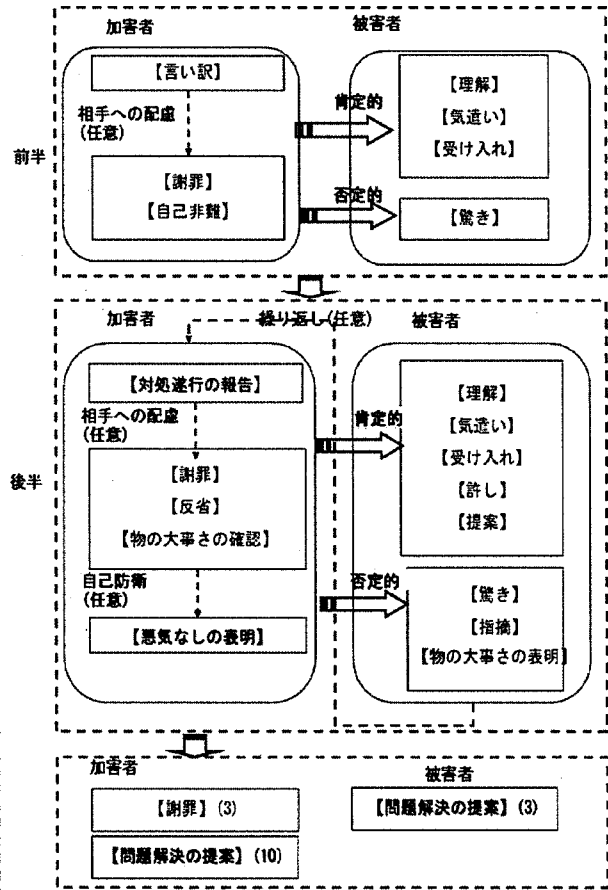 加害者
被害者
【言い訳】
相手への配慮
(任意)
【謝罪】
【自己非難】
肯定的
【理解】
【気遣い】
【受け入れ】
否定的
【驚き】
前半
加害者
繰り返し(任意)
被害者
【対処遂行の報告】
相手への配慮
(任意)
【謝罪】
【反省】
【物の大事さの確認】
自己防衛
(任意)
【悪気なしの表明】
肯定的
【理解】
【気遣い】
【受け入れ】
【許し】
【提案】
否定的
【驚き】
【指摘】
【物の大事さの表明】
後半
加害者
被害者
【謝罪】(3)
【問題解決の提案】(3)
【問題解決の提案】(10)